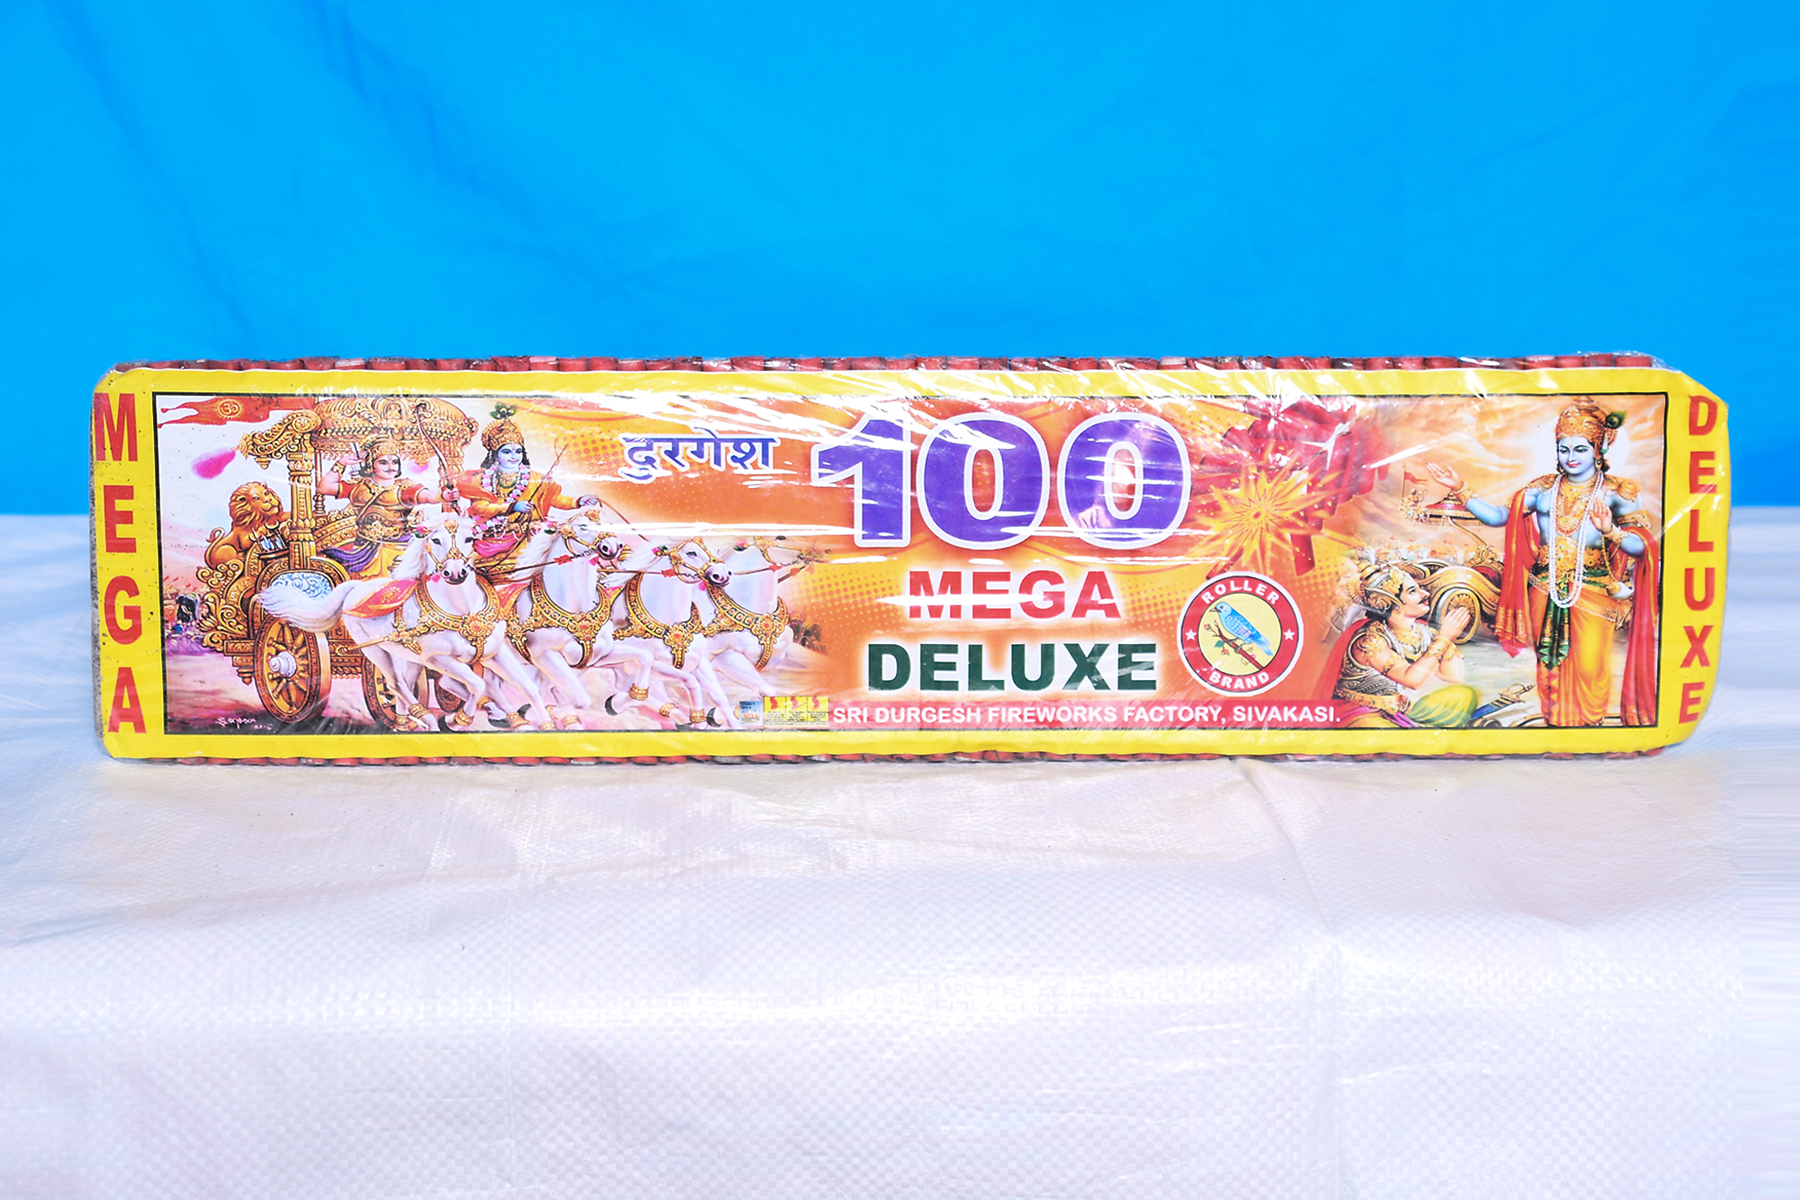 MEGA
ॐ
दुरगेश
100
MEGA
DELUXE
ROLLER
BRAND
SRI DURGESH FIREWORKS FACTORY, SIVAKASI.
DELUXE